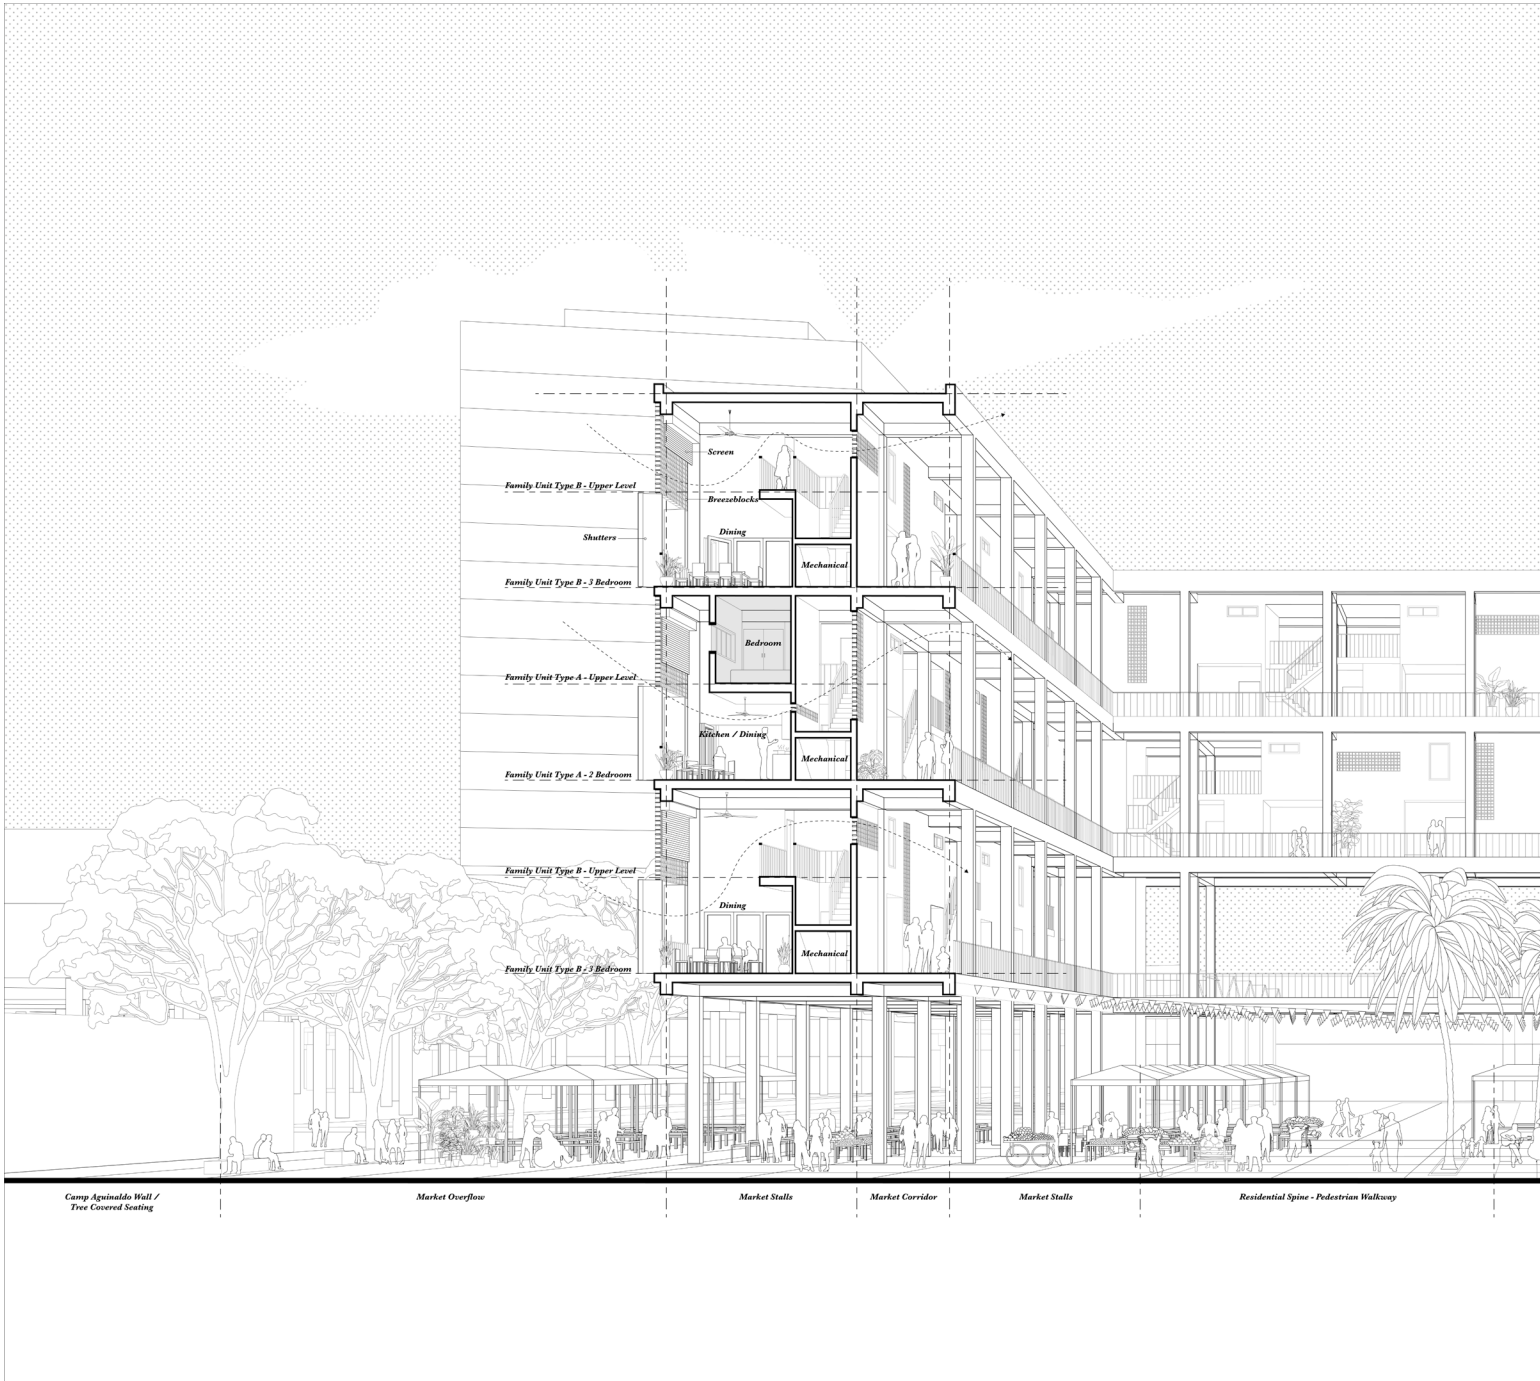 Screen
Family Unit Type B - Upper Level
Breezeblocks
Dining
Shutters
Mechanical
Family Unit Type B - 3 Bedroom
Bedroom
Family Unit Type A - Upper Level
Kitchen / Dining
Mechanical
Family Unit Type A - 2 Bedroom
Family Unit Type B - Upper Level
Dining
Mechanical
Family Unit Type B - 3 Bedroom
Camp Aguinaldo Wall /
Tree Covered Seating
Market Overflow
Market Stalls
Market Corridor
Market Stalls
Residential Spine - Pedestrian Walkway